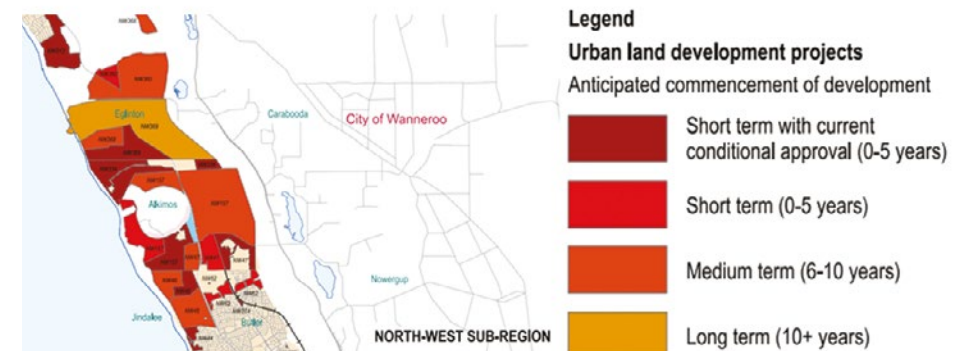 Legend
Urban land development projects
Anticipated commencement of development
Short term with current
conditional approval (0-5 years)
Short term (0-5 years)
Medium term (6-10 years)
Long term (10+ years)
Eglinton
Carabooda
City of Wanneroo
Alkimos
Nowergup
Jindalee
Butler
NORTH-WEST SUB-REGION